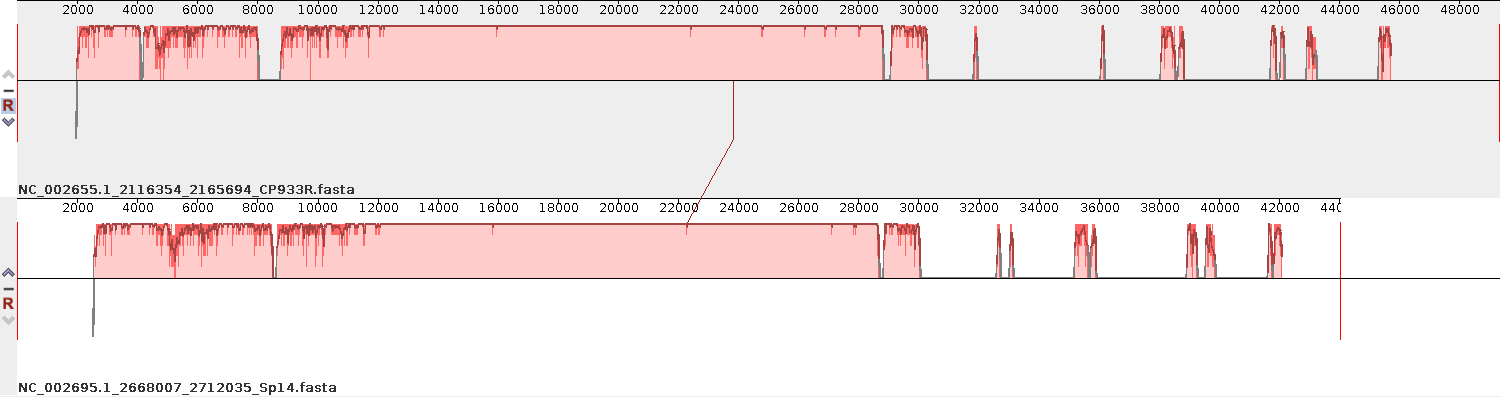 2000 4000 6000 8000 10000 12000 14000 16000 18000 20000 22000 24000 26000 28000 30000 32000 34000 36000 38000 40000 42000 44000 46000 48000
R
NC_002655.1_2116354_2165694_CP933R.fasta
2000 4000 6000 8000 10000 12000 14000 16000 18000 20000 22000 24000 26000 28000 30000 32000 34000 36000 38000 40000 42000
R
NC_002695.1_2668007_2712035_Sp14.fasta